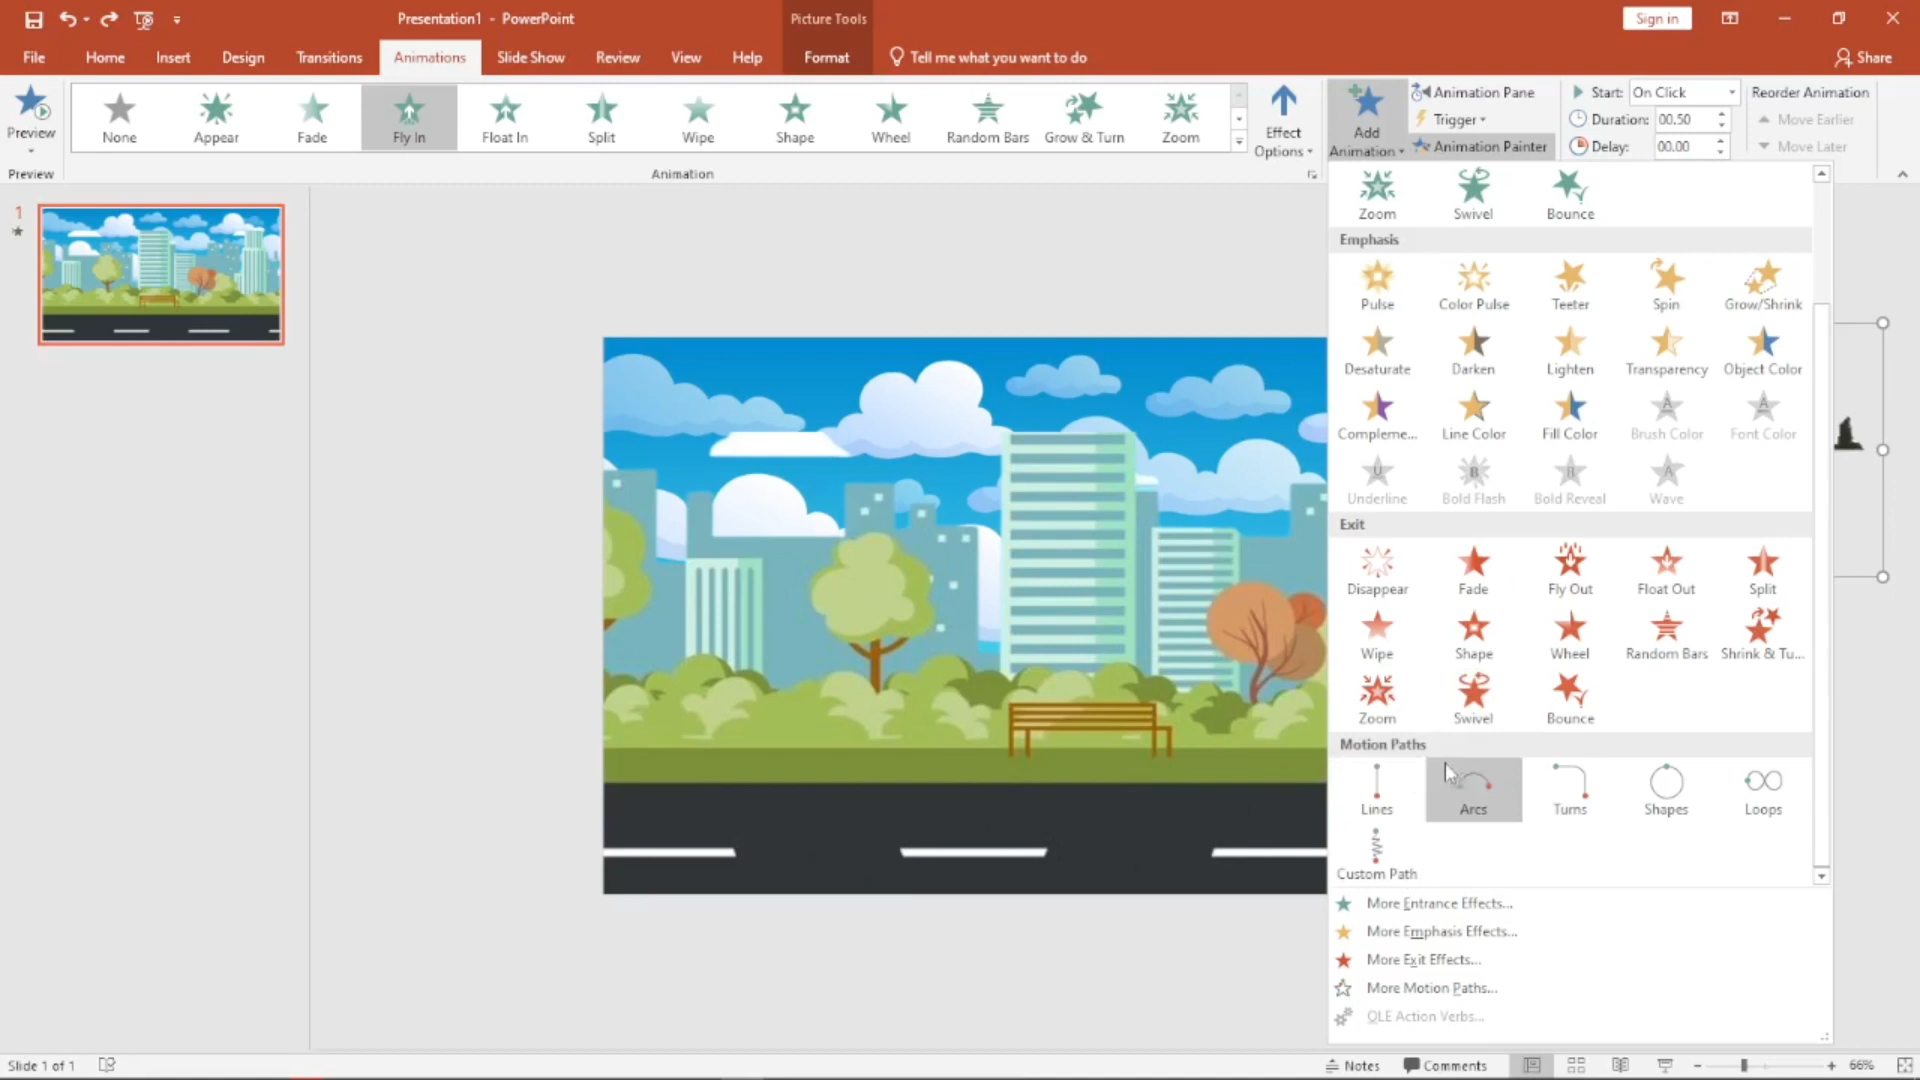 Presentation1 - PowerPoint
Picture Tools
Sign in
File
Home
Insert
Design
Transitions
Animations
Slide Show
Review
View
Help
Format
Tell me what you want to do
Share
Preview
None
Appear
Fade
Fly In
Float In
Split
Wipe
Shape
Wheel
Random Bars
Grow & Turn
Zoom
Effect
Options
Add
Animation
Animation Pane
Trigger
Animation Painter
Start: On Click
Duration: 00.50
Delay: 00.00
Reorder Animation
Move Earlier
Move Later
Preview
Animation
1
Zoom
Swivel
Bounce
Emphasis
Pulse
Color Pulse
Teeter
Spin
Grow/Shrink
Desaturate
Darken
Lighten
Transparency
Object Color
Compleme...
Line Color
Fill Color
Brush Color
Font Color
Underline
Bold Flash
Bold Reveal
Wave
Exit
Disappear
Fade
Fly Out
Float Out
Split
Wipe
Shape
Wheel
Random Bars
Shrink & Tu...
Zoom
Swivel
Bounce
Motion Paths
Lines
Arcs
Turns
Shapes
Loops
Custom Path
More Entrance Effects...
More Emphasis Effects...
More Exit Effects...
More Motion Paths...
OLE Action Verbs...
Slide 1 of 1
Notes
Comments
66%